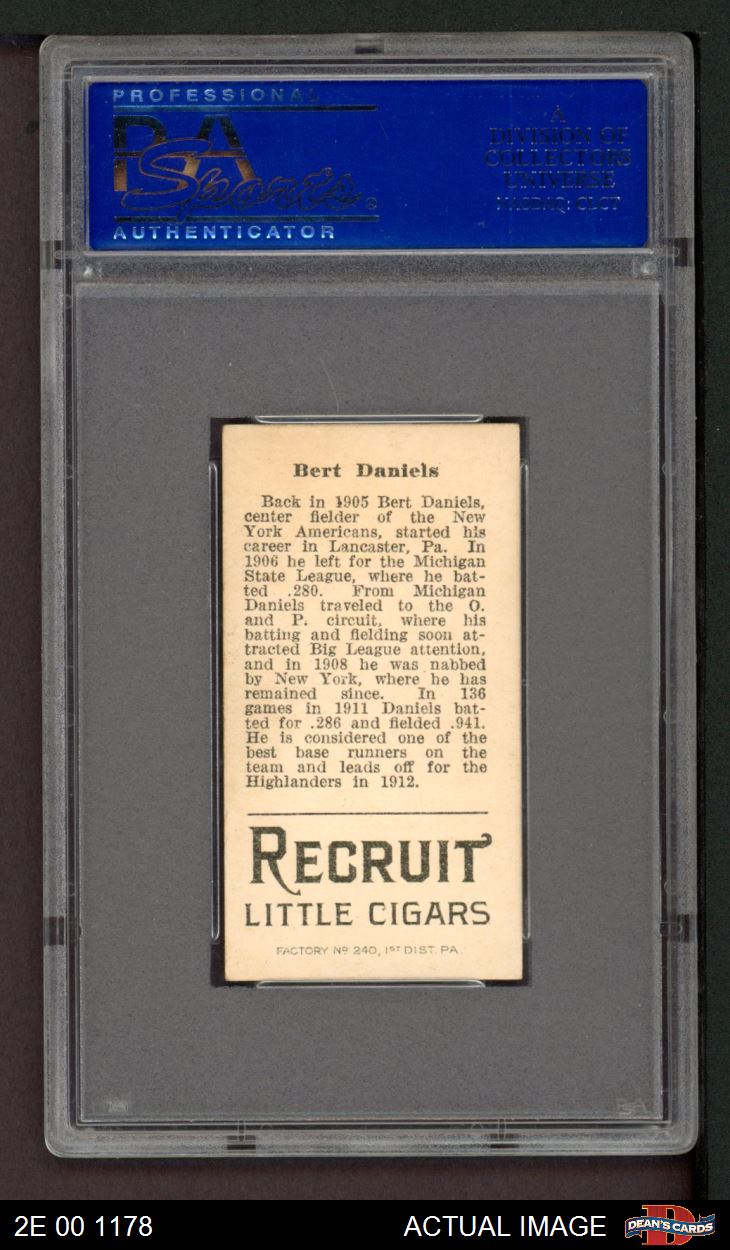 PROFESSIONAL
PSA
Sports
AUTHENTICATOR
A
DIVISION OF
COLLECTORS
UNIVERSE
NASDAQ: CLCT
Bert Daniels
Back in 1905 Bert Daniels,
center fielder of the New
York Americans, started his
career in Lancaster, Pa. In
1906 he left for the Michigan
State League, where he bat-
ted .280. From Michigan
Daniels traveled to the O.
and P. circuit, where his
batting and fielding soon at-
tracted Big League attention,
and in 1908 he was nabbed
by New York, where he has
remained since. In 136
games in 1911 Daniels bat-
ted for .286 and fielded .941.
He is considered one of the
best base runners on the
team and leads off for the
Highlanders in 1912.
RECRUIT
LITTLE CIGARS
FACTORY Nº 240, 1ST DIST. PA.
PSA
2E 00 1178
ACTUAL IMAGE
DEAN'S CARDS